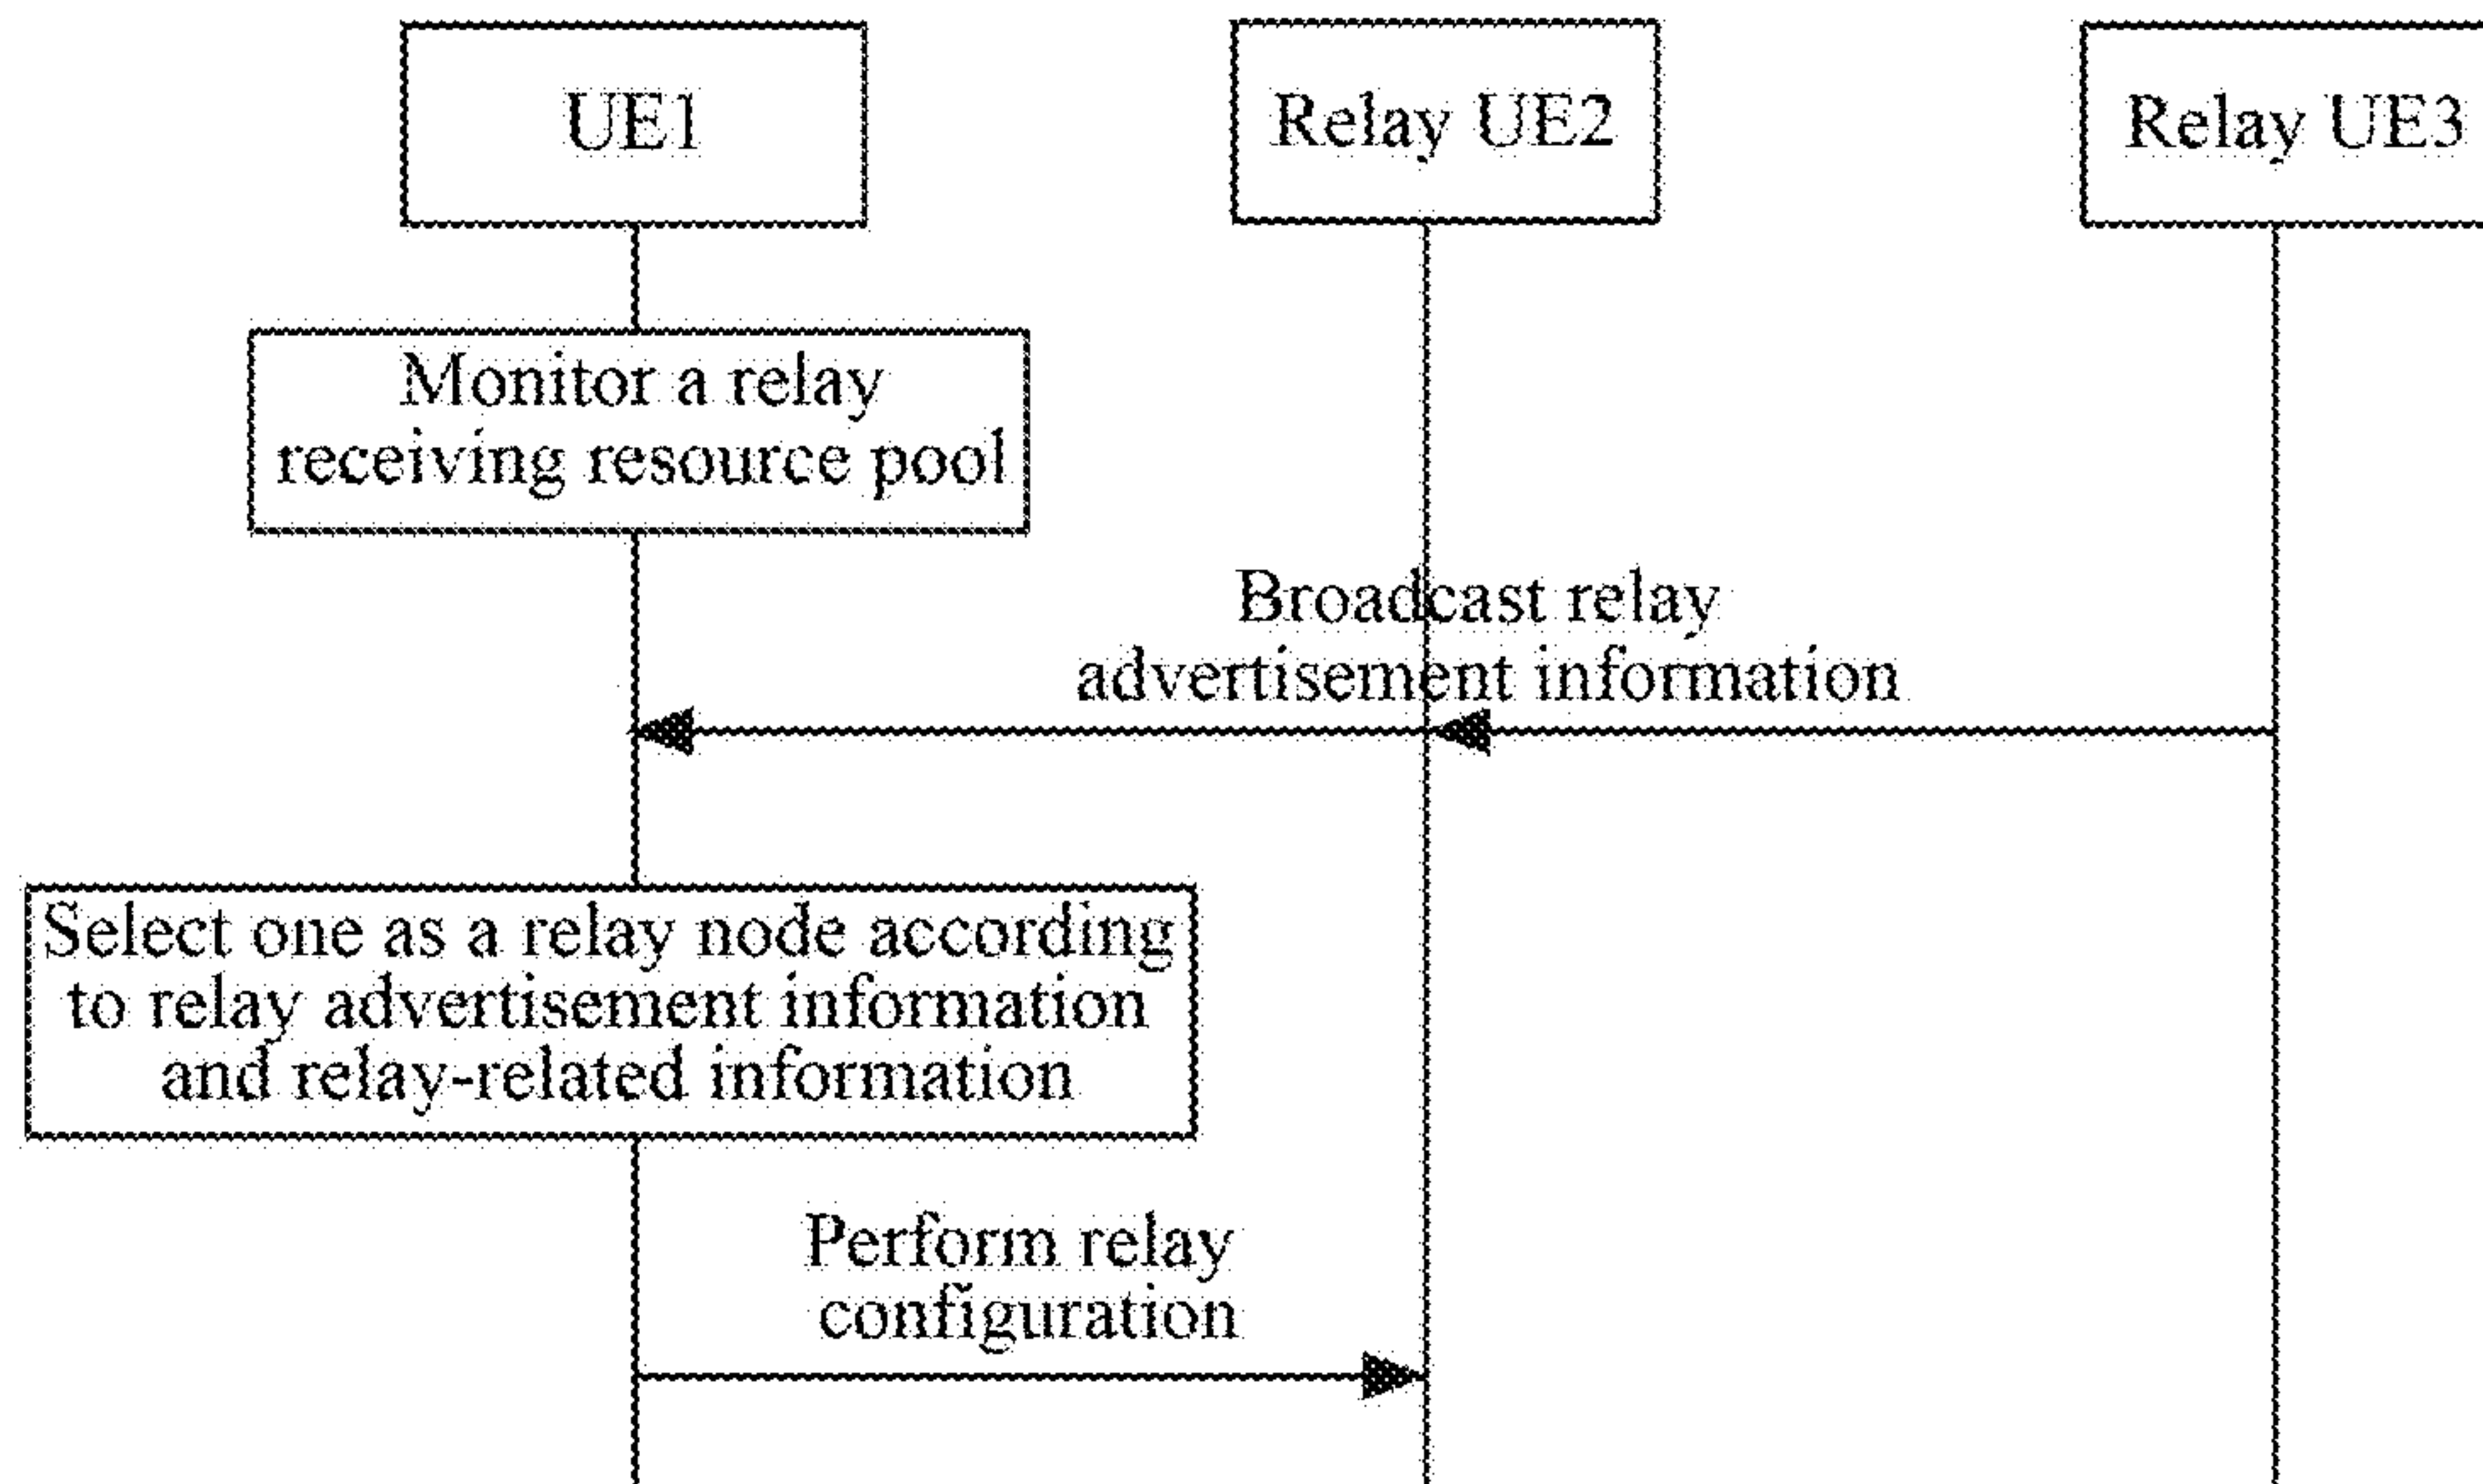 UE1
Relay UE2
Relay UE3
Monitor a relay
receiving resource pool
Broadcast relay
advertisement information
Select one as a relay node according
to relay advertisement information
and relay-related information
Perform relay
configuration